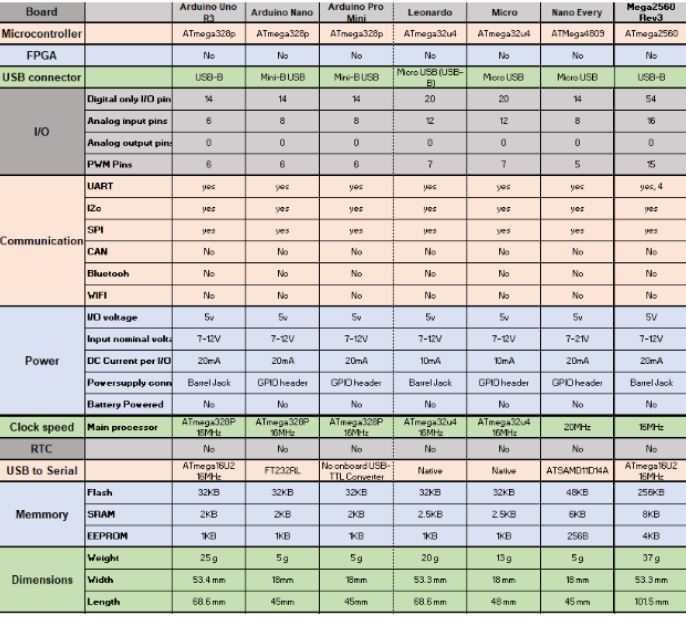 Board Arduino Uno R3 Arduino Nano Arduino Pro Mini Leonardo Micro Nano Every Mega2560 Rev3
Microcontroller ATmega328p ATmega328p ATmega328p ATmega32u4 ATmega32u4 ATMega4809 ATmega2560
FPGA No No No No No No No
USB connector USB-B Mini-B USB Mini-B USB Micro USB (USB-B) Micro USB Micro USB USB-B
I/O
Digital only I/O pin 14 14 14 20 20 14 54
Analog input pins 6 8 8 12 12 8 16
Analog output pins 0 0 0 0 0 0 0
PWM Pins 6 6 6 7 7 5 15
Communication
UART yes yes yes yes yes yes yes, 4
I2c yes yes yes yes yes yes yes
SPI yes yes yes yes yes yes yes
CAN No No No No No No No
Bluetooh No No No No No No No
WIFI No No No No No No No
Power
I/O voltage 5v 5v 5v 5v 5v 5v 5V
Input nominal volta 7-12V 7-12V 7-12V 7-12V 7-12V 7-21V 7-12V
DC Current per I/O 20mA 20mA 20mA 10mA 10mA 20mA 20mA
Powersupply conn Barrel Jack GPIO header GPIO header Barrel Jack GPIO header GPIO header Barrel Jack
Battery Powered No No No No No No No
Clock speed Main processor ATmega328P 16MHz ATmega328P 16MHz ATmega328P 16MHz ATmega32u4 16MHz ATmega32u4 16MHz 20MHz 16MHz
RTC No No No No No No No
USB to Serial ATmega16U2 16MHz FT232RL No onboard USB-TTL Converter Native Native ATSAMD11D14A ATmega16U2 16MHz
Memmory
Flash 32KB 32KB 32KB 32KB 32KB 48KB 256KB
SRAM 2KB 2KB 2KB 2.5KB 2.5KB 6KB 8KB
EEPROM 1KB 1KB 1KB 1KB 1KB 256B 4KB
Dimensions
Weight 25 g 5 g 5 g 20 g 13 g 5 g 37 g
Width 53.4 mm 18mm 18mm 53.3 mm 18 mm 18 mm 53.3 mm
Length 68.6 mm 45mm 45mm 68.6 mm 48 mm 45 mm 101.5 mm